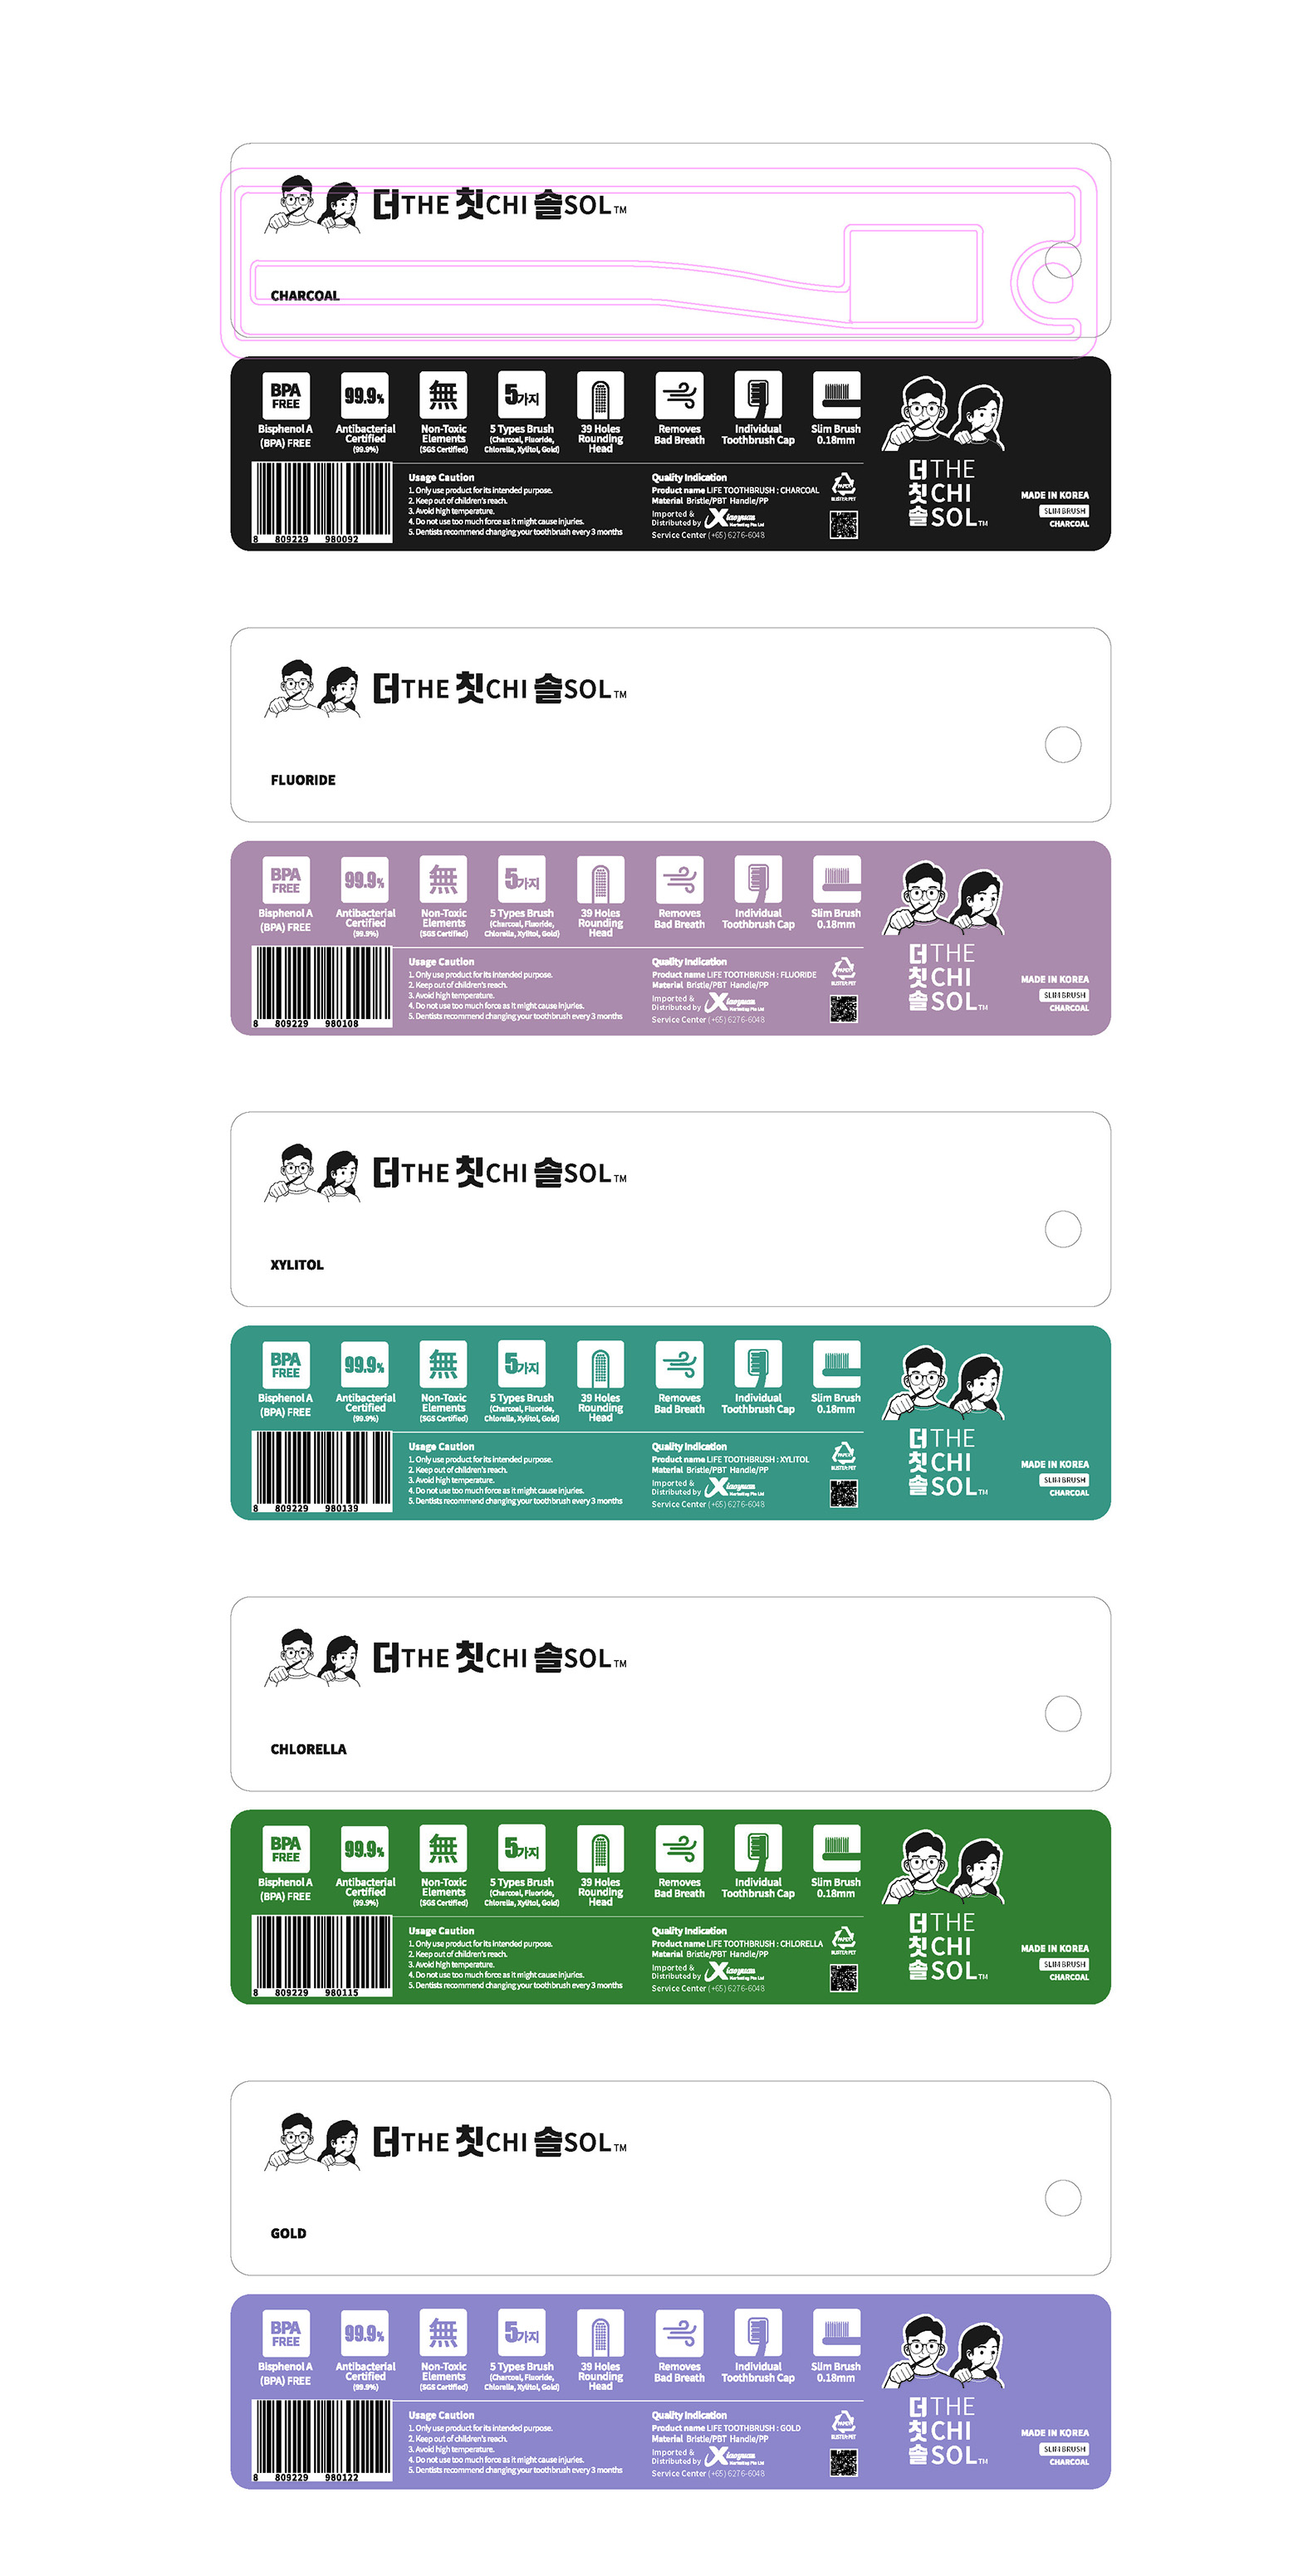 더THE 칫CHI 솔SOL TM
CHARCOAL
BPA FREE
Bisphenol A
(BPA) FREE
99.9%
Antibacterial
Certified
(99.9%)
無
Non-Toxic
Elements
(SGS Certified)
5가지
5 Types Brush
(Charcoal, Fluoride,
Chlorella, Xylitol, Gold)
39 Holes
Rounding
Head
Removes
Bad Breath
Individual
Toothbrush Cap
Slim Brush
0.18mm
8 809229 980092
Usage Caution
1. Only use product for its intended purpose.
2. Keep out of children's reach.
3. Avoid high temperature.
4. Do not use too much force as it might cause injuries.
5. Dentists recommend changing your toothbrush every 3 months
Quality Indication
Product name LIFE TOOTHBRUSH : CHARCOAL
Material Bristle/PBT Handle/PP
Imported &
Distributed by Xiaoyuan Marketing Pte Ltd
Service Center (+65) 6276-6048
더THE
칫CHI
솔SOL TM
MADE IN KOREA
SLIM BRUSH
CHARCOAL
더THE 칫CHI 솔SOL TM
FLUORIDE
BPA FREE
Bisphenol A
(BPA) FREE
99.9%
Antibacterial
Certified
(99.9%)
無
Non-Toxic
Elements
(SGS Certified)
5가지
5 Types Brush
(Charcoal, Fluoride,
Chlorella, Xylitol, Gold)
39 Holes
Rounding
Head
Removes
Bad Breath
Individual
Toothbrush Cap
Slim Brush
0.18mm
8 809229 980108
Usage Caution
1. Only use product for its intended purpose.
2. Keep out of children's reach.
3. Avoid high temperature.
4. Do not use too much force as it might cause injuries.
5. Dentists recommend changing your toothbrush every 3 months
Quality Indication
Product name LIFE TOOTHBRUSH : FLUORIDE
Material Bristle/PBT Handle/PP
Imported &
Distributed by Xiaoyuan Marketing Pte Ltd
Service Center (+65) 6276-6048
더THE
칫CHI
솔SOL TM
MADE IN KOREA
SLIM BRUSH
CHARCOAL
더THE 칫CHI 솔SOL TM
XYLITOL
BPA FREE
Bisphenol A
(BPA) FREE
99.9%
Antibacterial
Certified
(99.9%)
無
Non-Toxic
Elements
(SGS Certified)
5가지
5 Types Brush
(Charcoal, Fluoride,
Chlorella, Xylitol, Gold)
39 Holes
Rounding
Head
Removes
Bad Breath
Individual
Toothbrush Cap
Slim Brush
0.18mm
8 809229 980139
Usage Caution
1. Only use product for its intended purpose.
2. Keep out of children's reach.
3. Avoid high temperature.
4. Do not use too much force as it might cause injuries.
5. Dentists recommend changing your toothbrush every 3 months
Quality Indication
Product name LIFE TOOTHBRUSH : XYLITOL
Material Bristle/PBT Handle/PP
Imported &
Distributed by Xiaoyuan Marketing Pte Ltd
Service Center (+65) 6276-6048
더THE
칫CHI
솔SOL TM
MADE IN KOREA
SLIM BRUSH
CHARCOAL
더THE 칫CHI 솔SOL TM
CHLORELLA
BPA FREE
Bisphenol A
(BPA) FREE
99.9%
Antibacterial
Certified
(99.9%)
無
Non-Toxic
Elements
(SGS Certified)
5가지
5 Types Brush
(Charcoal, Fluoride,
Chlorella, Xylitol, Gold)
39 Holes
Rounding
Head
Removes
Bad Breath
Individual
Toothbrush Cap
Slim Brush
0.18mm
8 809229 980115
Usage Caution
1. Only use product for its intended purpose.
2. Keep out of children's reach.
3. Avoid high temperature.
4. Do not use too much force as it might cause injuries.
5. Dentists recommend changing your toothbrush every 3 months
Quality Indication
Product name LIFE TOOTHBRUSH : CHLORELLA
Material Bristle/PBT Handle/PP
Imported &
Distributed by Xiaoyuan Marketing Pte Ltd
Service Center (+65) 6276-6048
더THE
칫CHI
솔SOL TM
MADE IN KOREA
SLIM BRUSH
CHARCOAL
더THE 칫CHI 솔SOL TM
GOLD
BPA FREE
Bisphenol A
(BPA) FREE
99.9%
Antibacterial
Certified
(99.9%)
無
Non-Toxic
Elements
(SGS Certified)
5가지
5 Types Brush
(Charcoal, Fluoride,
Chlorella, Xylitol, Gold)
39 Holes
Rounding
Head
Removes
Bad Breath
Individual
Toothbrush Cap
Slim Brush
0.18mm
8 809229 980122
Usage Caution
1. Only use product for its intended purpose.
2. Keep out of children's reach.
3. Avoid high temperature.
4. Do not use too much force as it might cause injuries.
5. Dentists recommend changing your toothbrush every 3 months
Quality Indication
Product name LIFE TOOTHBRUSH : GOLD
Material Bristle/PBT Handle/PP
Imported &
Distributed by Xiaoyuan Marketing Pte Ltd
Service Center (+65) 6276-6048
더THE
칫CHI
솔SOL TM
MADE IN KOREA
SLIM BRUSH
CHARCOAL